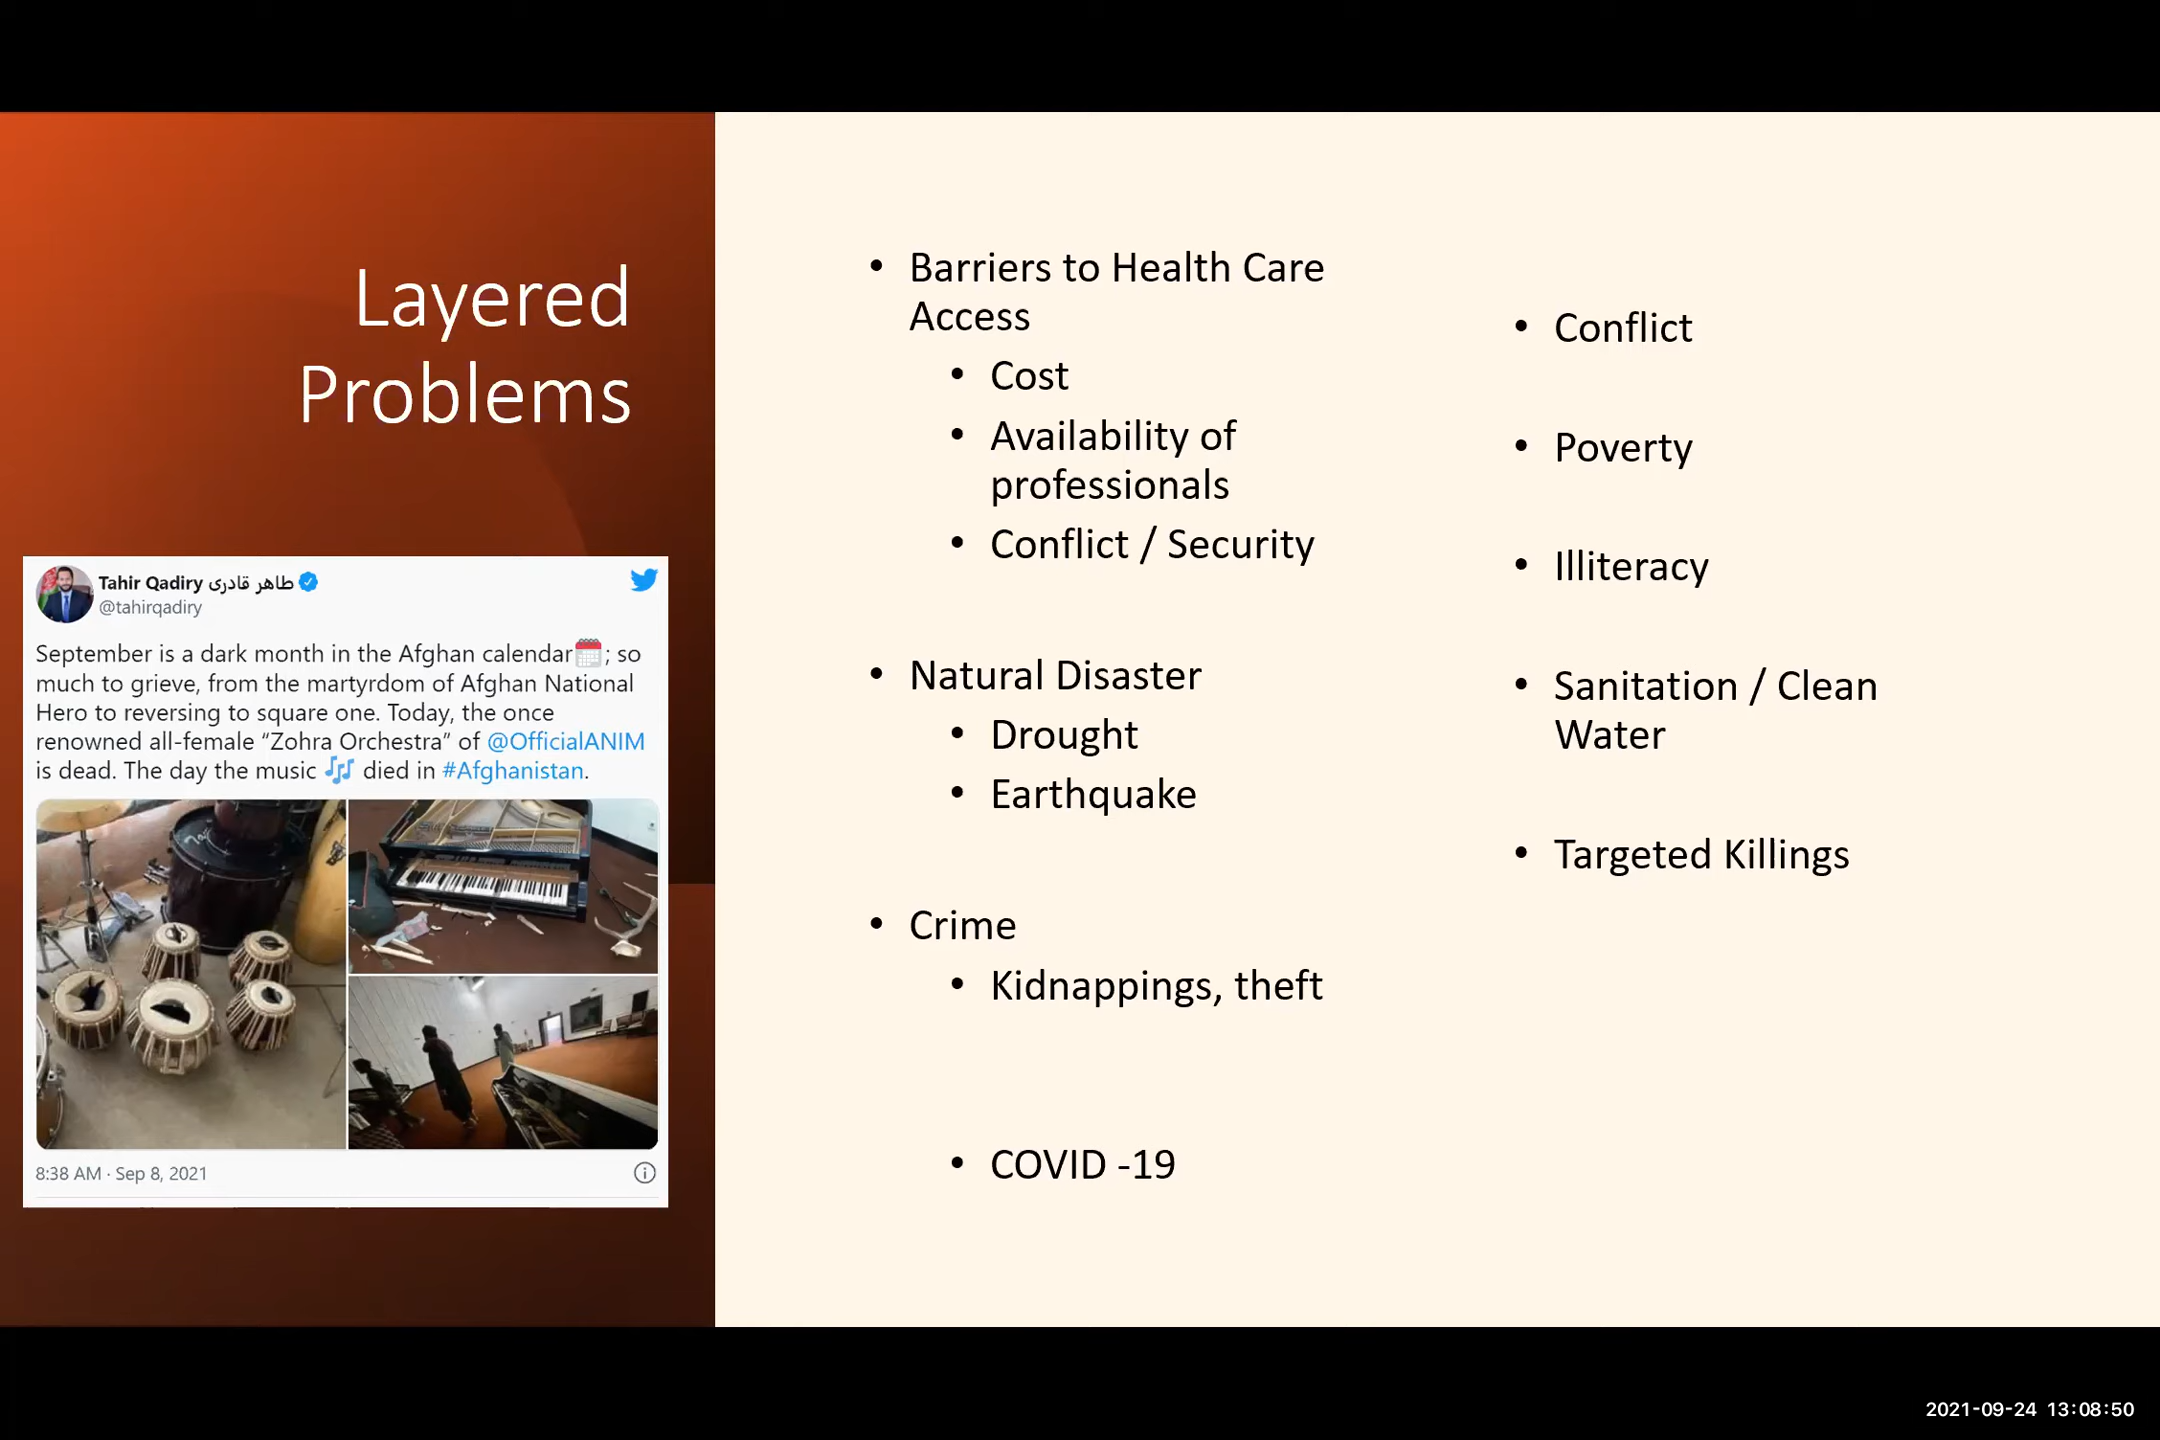 Layered
Problems
Tahir Qadiry طاهر قادری
@tahirqadiry
September is a dark month in the Afghan calendar🗓; so
much to grieve, from the martyrdom of Afghan National
Hero to reversing to square one. Today, the once
renowned all-female “Zohra Orchestra” of @OfficialANIM
is dead. The day the music 🎶 died in #Afghanistan.
8:38 AM · Sep 8, 2021
• Barriers to Health Care
Access
• Cost
• Availability of
professionals
• Conflict / Security
• Natural Disaster
• Drought
• Earthquake
• Crime
• Kidnappings, theft
• COVID -19
• Conflict
• Poverty
• Illiteracy
• Sanitation / Clean
Water
• Targeted Killings
2021-09-24 13:08:50